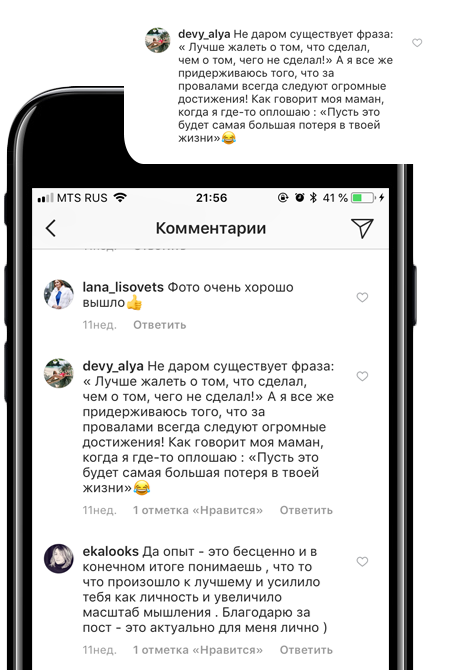 devy_alya Не даром существует фраза:
« Лучше жалеть о том, что сделал,
чем о том, чего не сделал!» А я все же
придерживаюсь того, что за
провалами всегда следуют огромные
достижения! Как говорит моя маман,
когда я где-то оплошаю : «Пусть это
будет самая большая потеря в твоей
жизни»😂
MTS RUS 21:56 41 %
Комментарии
lana_lisovets Фото очень хорошо
вышло👍
11нед. Ответить
devy_alya Не даром существует фраза:
« Лучше жалеть о том, что сделал,
чем о том, чего не сделал!» А я все же
придерживаюсь того, что за
провалами всегда следуют огромные
достижения! Как говорит моя маман,
когда я где-то оплошаю : «Пусть это
будет самая большая потеря в твоей
жизни»😂
11нед. 1 отметка «Нравится» Ответить
ekalooks Да опыт - это бесценно и в
конечном итоге понимаешь , что то
что произошло к лучшему и усилило
тебя как личность и увеличило
масштаб мышления . Благодарю за
пост - это актуально для меня лично )
11нед. 1 отметка «Нравится» Ответить